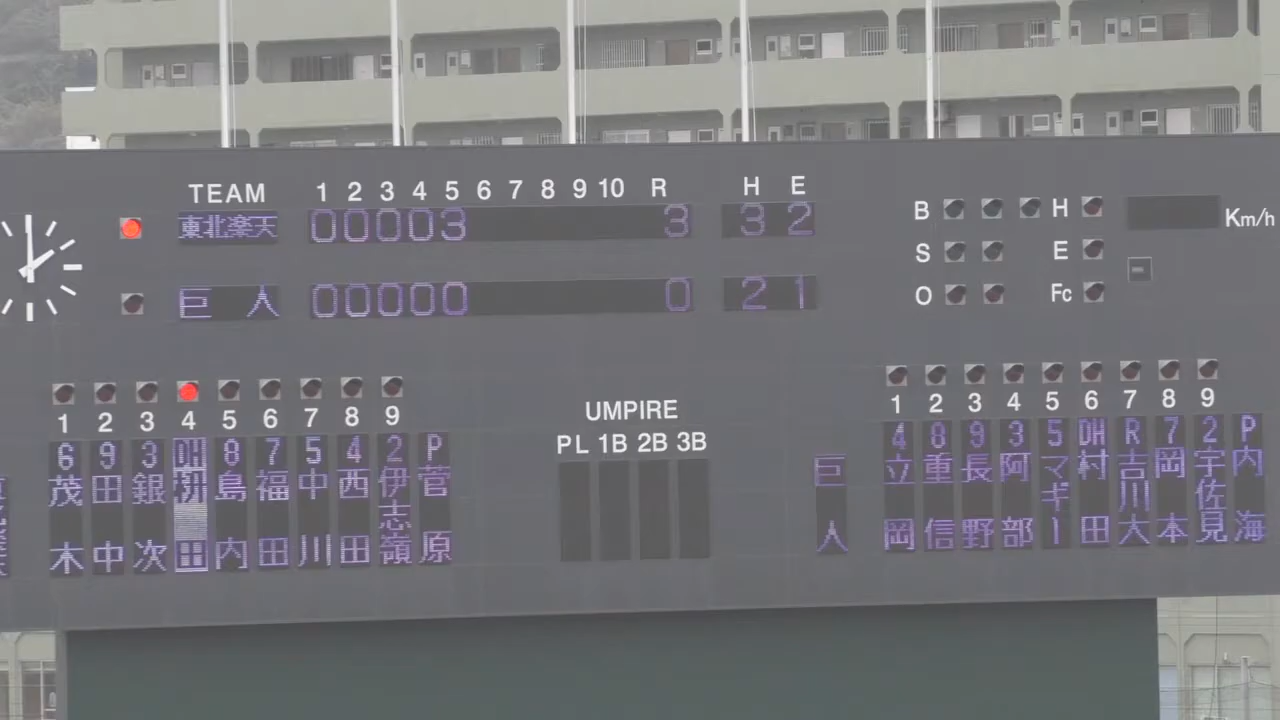 TEAM 1 2 3 4 5 6 7 8 9 10 R H E
東北楽天 00003 3 3 2
巨人 00000 0 2 1
B H Km/h
S E
O Fc
1 2 3 4 5 6 7 8 9
6 9 3 DH 8 7 5 4 2 P
茂木
田中
銀次
島内
福田
中川
西田
伊志嶺
菅原
UMPIRE
PL 1B 2B 3B
巨人
1 2 3 4 5 6 7 8 9
4 8 9 3 5 DH R 7 2 P
立岡
重信
長野
阿部
マギー
村田
吉川大
岡本
宇佐見
内海